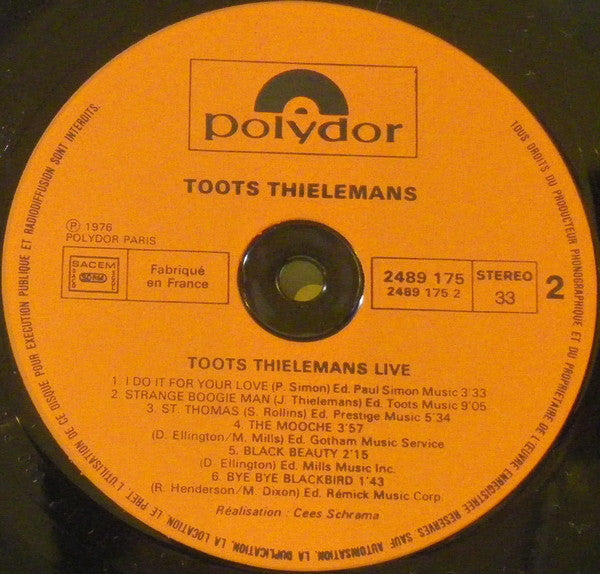 polydor
TOOTS THIELEMANS
℗ 1976
POLYDOR PARIS
SACEM
Fabriqué
en France
2489 175
2489 175 2
STEREO
33
2
TOOTS THIELEMANS LIVE
1. I DO IT FOR YOUR LOVE (P. Simon) Ed. Paul Simon Music 3'33
2. STRANGE BOOGIE MAN (J. Thielemans) Ed. Toots Music 9'05
3. ST. THOMAS (S. Rollins) Ed. Prestige Music 5'34
4. THE MOOCHE 3'57
(D. Ellington/M. Mills) Ed. Gotham Music Service
5. BLACK BEAUTY 2'15
(D. Ellington) Ed. Mills Music Inc.
6. BYE BYE BLACKBIRD 1'43
(R. Henderson/M. Dixon) Ed. Rémick Music Corp.
Réalisation : Cees Schrama
TOUS DROITS DU PRODUCTEUR PHONOGRAPHIQUE ET DU PROPRIETAIRE DE L'ŒUVRE ENREGISTREE RESERVES. SAUF AUTORISATION, LA DUPLICATION, LA LOCATION, LE PRET, L'UTILISATION DE CE DISQUE POUR EXECUTION PUBLIQUE ET RADIODIFFUSION SONT INTERDITS.